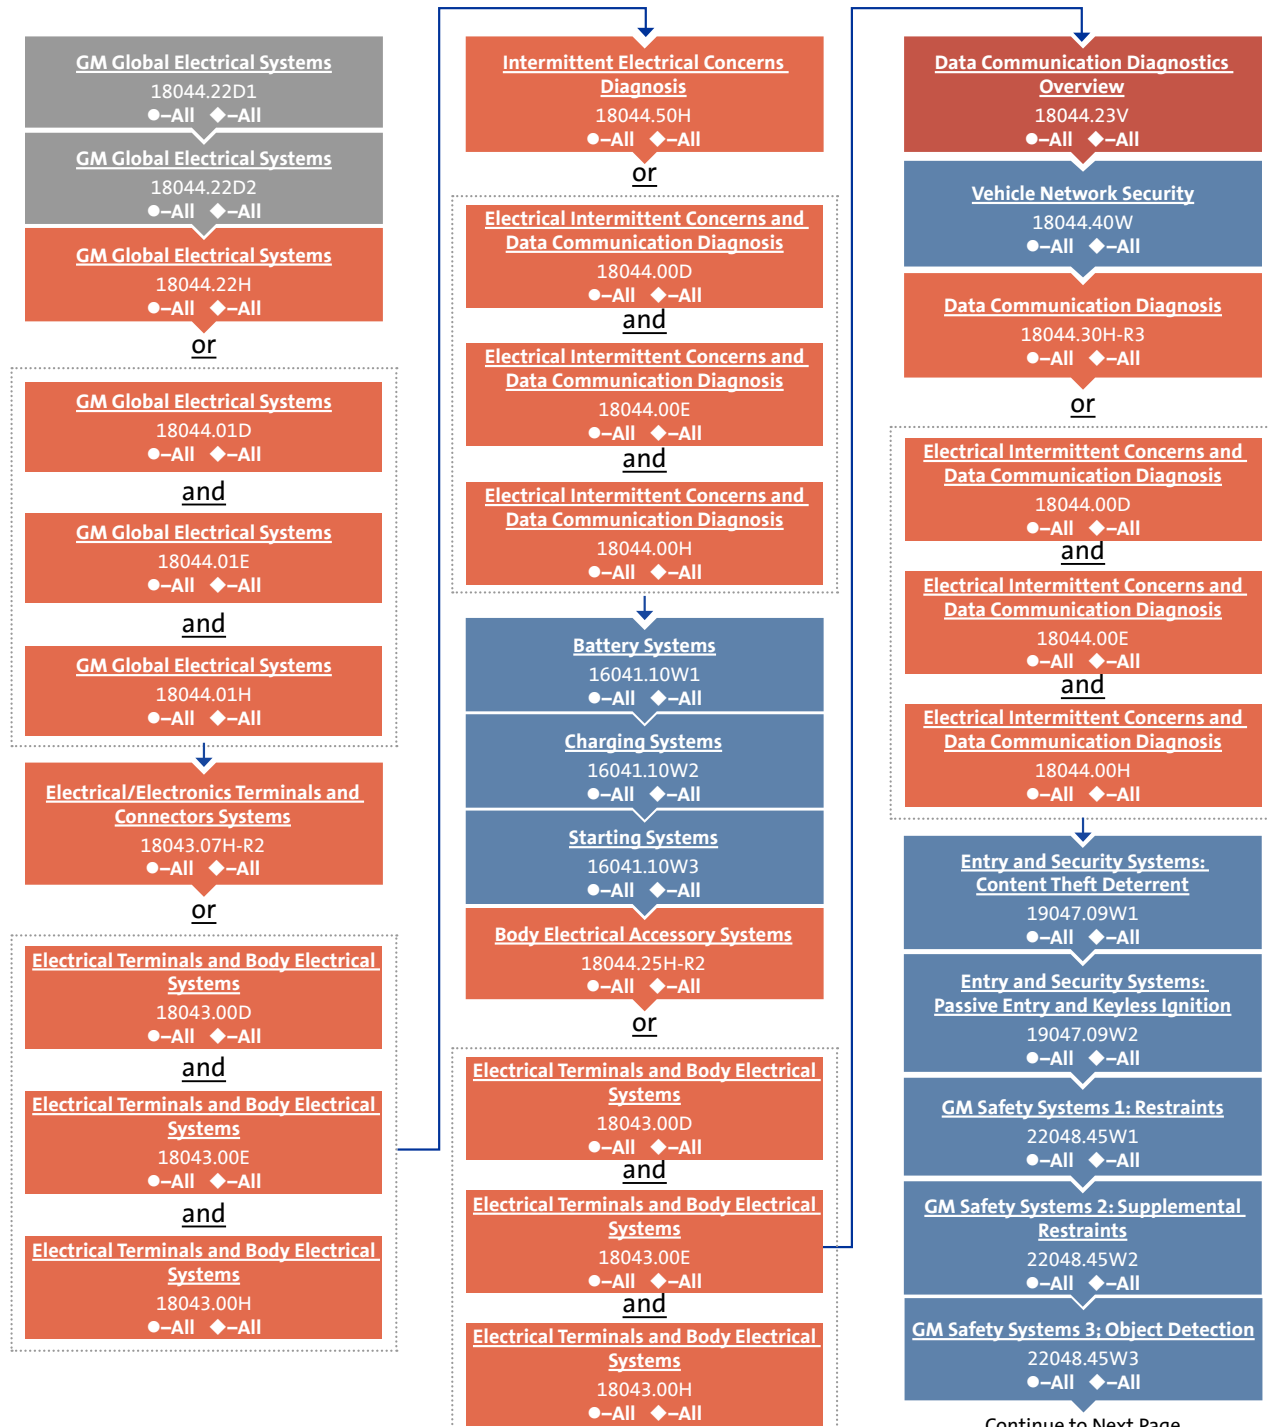 GM Global Electrical Systems
18044.22D1
●–All ◆–All
GM Global Electrical Systems
18044.22D2
●–All ◆–All
GM Global Electrical Systems
18044.22H
●–All ◆–All
or
GM Global Electrical Systems
18044.01D
●–All ◆–All
and
GM Global Electrical Systems
18044.01E
●–All ◆–All
and
GM Global Electrical Systems
18044.01H
●–All ◆–All
Electrical/Electronics Terminals and
Connectors Systems
18043.07H-R2
●–All ◆–All
or
Electrical Terminals and Body Electrical
Systems
18043.00D
●–All ◆–All
and
Electrical Terminals and Body Electrical
Systems
18043.00E
●–All ◆–All
and
Electrical Terminals and Body Electrical
Systems
18043.00H
●–All ◆–All
Intermittent Electrical Concerns
Diagnosis
18044.50H
●–All ◆–All
or
Electrical Intermittent Concerns and
Data Communication Diagnosis
18044.00D
●–All ◆–All
and
Electrical Intermittent Concerns and
Data Communication Diagnosis
18044.00E
●–All ◆–All
and
Electrical Intermittent Concerns and
Data Communication Diagnosis
18044.00H
●–All ◆–All
Battery Systems
16041.10W1
●–All ◆–All
Charging Systems
16041.10W2
●–All ◆–All
Starting Systems
16041.10W3
●–All ◆–All
Body Electrical Accessory Systems
18044.25H-R2
●–All ◆–All
or
Electrical Terminals and Body Electrical
Systems
18043.00D
●–All ◆–All
and
Electrical Terminals and Body Electrical
Systems
18043.00E
●–All ◆–All
and
Electrical Terminals and Body Electrical
Systems
18043.00H
●–All ◆–All
Data Communication Diagnostics
Overview
18044.23V
●–All ◆–All
Vehicle Network Security
18044.40W
●–All ◆–All
Data Communication Diagnosis
18044.30H-R3
●–All ◆–All
or
Electrical Intermittent Concerns and
Data Communication Diagnosis
18044.00D
●–All ◆–All
and
Electrical Intermittent Concerns and
Data Communication Diagnosis
18044.00E
●–All ◆–All
and
Electrical Intermittent Concerns and
Data Communication Diagnosis
18044.00H
●–All ◆–All
Entry and Security Systems:
Content Theft Deterrent
19047.09W1
●–All ◆–All
Entry and Security Systems:
Passive Entry and Keyless Ignition
19047.09W2
●–All ◆–All
GM Safety Systems 1: Restraints
22048.45W1
●–All ◆–All
GM Safety Systems 2: Supplemental
Restraints
22048.45W2
●–All ◆–All
GM Safety Systems 3; Object Detection
22048.45W3
●–All ◆–All
Continue to Next Page